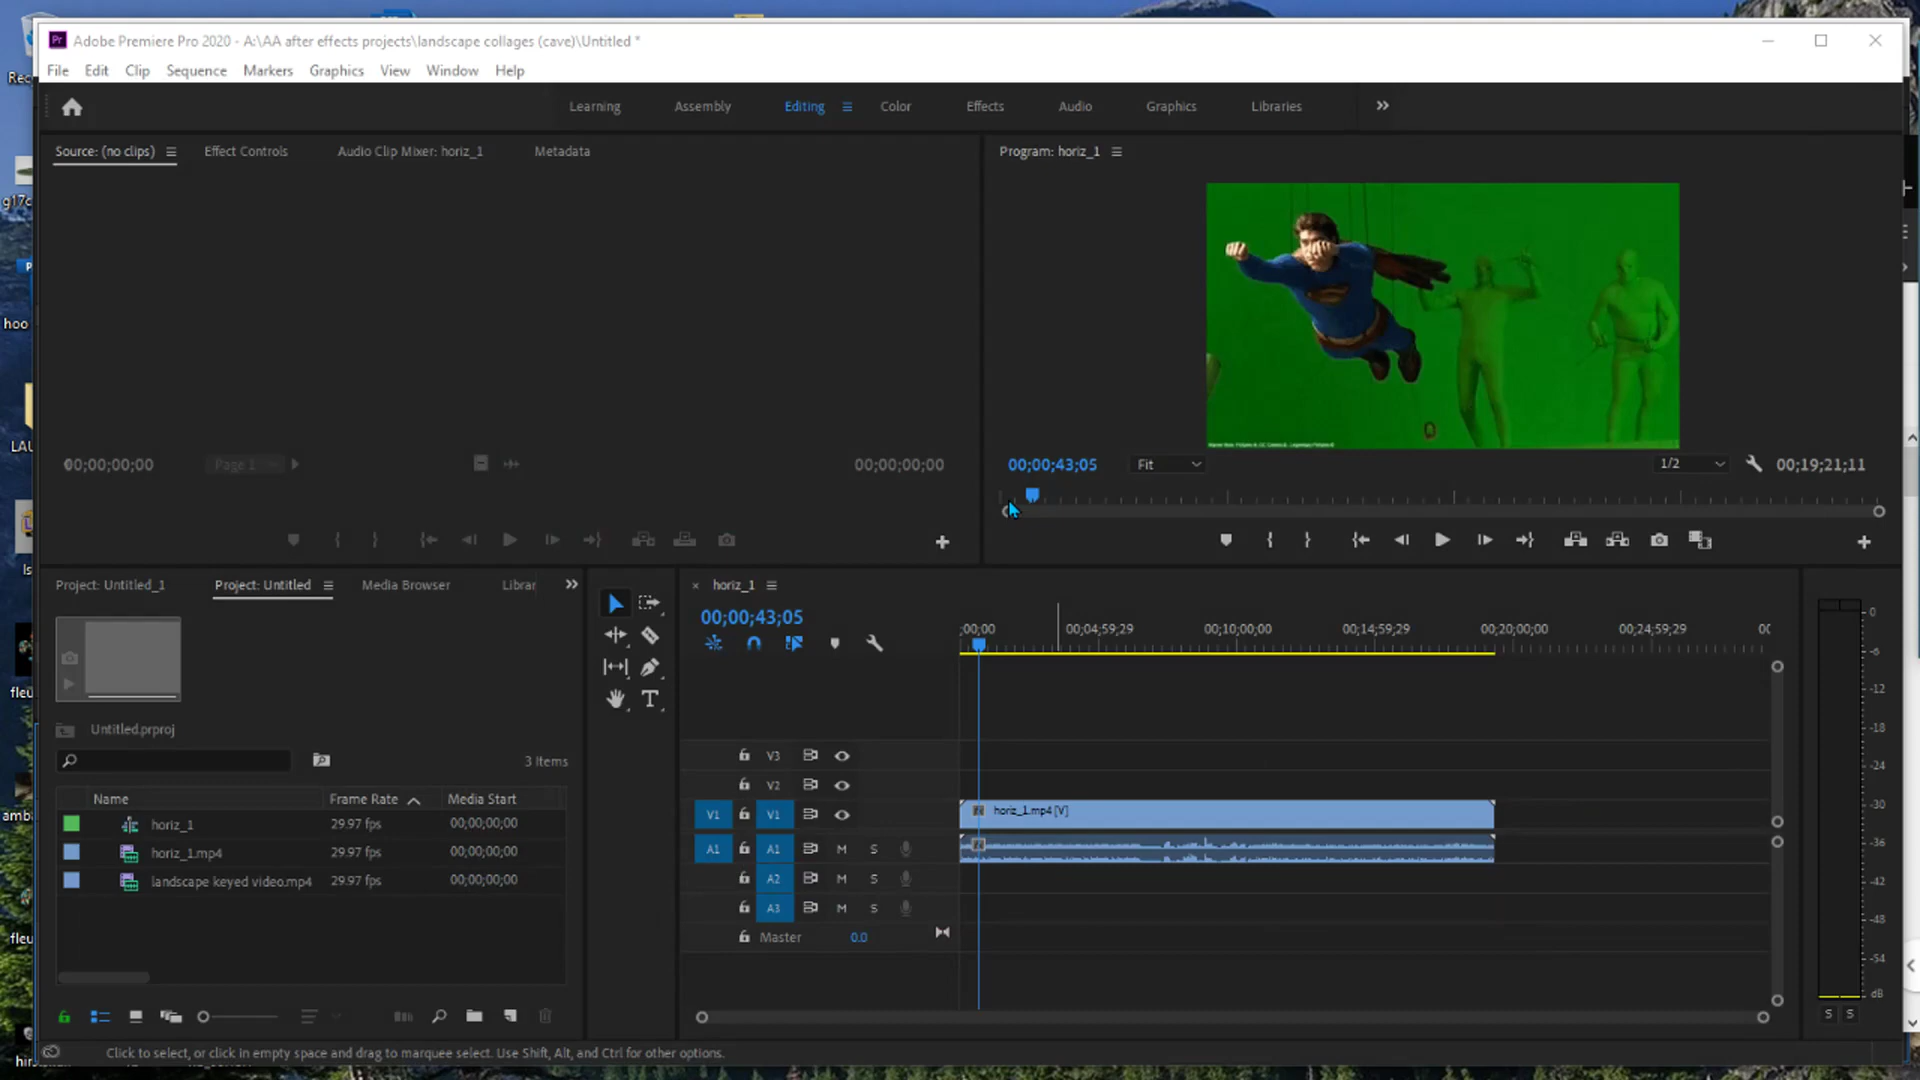 Adobe Premiere Pro 2020 - A:\AA after effects projects\landscape collages (cave)\Untitled *
File Edit Clip Sequence Markers Graphics View Window Help
Learning Assembly Editing Color Effects Audio Graphics Libraries
Source: (no clips) Effect Controls Audio Clip Mixer: horiz_1 Metadata
Program: horiz_1
00;00;00;00 Page 1 00;00;00;00
00;00;43;05 Fit 1/2 00;19;21;11
Project: Untitled_1 Project: Untitled Media Browser Librar
horiz_1
00;00;43;05
;00;00 00;04;59;29 00;10;00;00 00;14;59;29 00;20;00;00 00;24;59;29 00
Untitled.prproj
3 Items
Name Frame Rate Media Start
horiz_1 29.97 fps 00;00;00;00
horiz_1.mp4 29.97 fps 00;00;00;00
landscape keyed video.mp4 29.97 fps 00;00;00;00
V3
V2
V1 V1 horiz_1.mp4 [V]
A1 A1 M S
A2 M S
A3 M S
Master 0.0
0
-6
-12
-18
-24
-30
-36
-42
-48
-54
dB
S S
Click to select, or click in empty space and drag to marquee select. Use Shift, Alt, and Ctrl for other options.
Rec
g17c
hoo
LAU
ls
fleu
amb
fleu